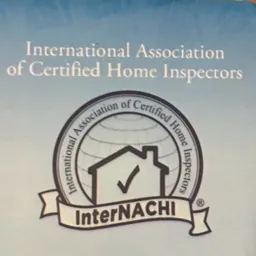 International Association
of Certified Home Inspectors
International Association of Certified Home Inspectors
InterNACHI
®